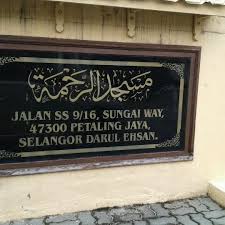 مسجد الرحمة
JALAN SS 9/16, SUNGAI WAY,
47300 PETALING JAYA,
SELANGOR DARUL EHSAN.